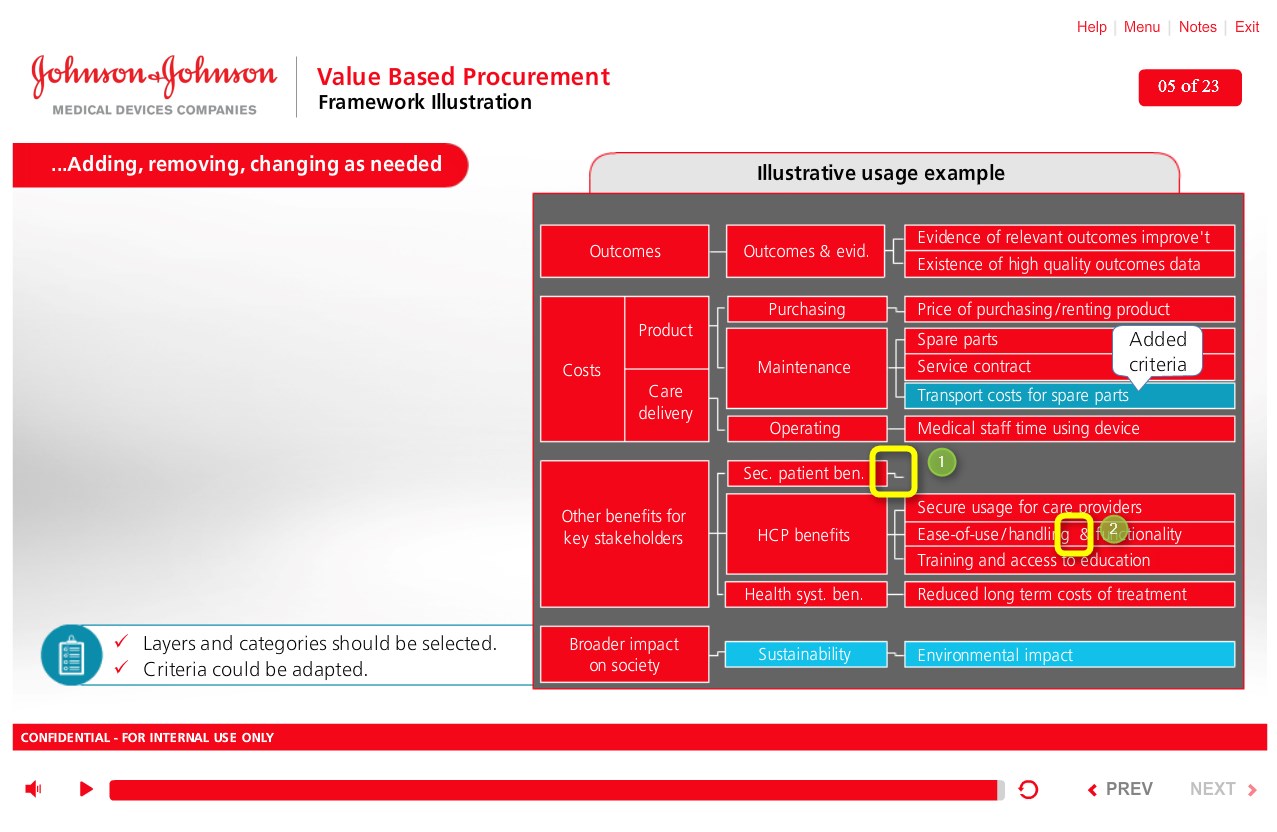 Help | Menu | Notes | Exit
Johnson & Johnson
MEDICAL DEVICES COMPANIES
Value Based Procurement
Framework Illustration
05 of 23
...Adding, removing, changing as needed
Illustrative usage example
Outcomes
Outcomes & evid.
Evidence of relevant outcomes improve't
Existence of high quality outcomes data
Costs
Product
Care
delivery
Purchasing
Price of purchasing/renting product
Maintenance
Spare parts
Service contract
Transport costs for spare parts
Added
criteria
Operating
Medical staff time using device
1
Other benefits for
key stakeholders
Sec. patient ben.
HCP benefits
Secure usage for care providers
Ease-of-use/handling & functionality
2
Training and access to education
Health syst. ben.
Reduced long term costs of treatment
Broader impact
on society
Sustainability
Environmental impact
Layers and categories should be selected.
Criteria could be adapted.
CONFIDENTIAL - FOR INTERNAL USE ONLY
PREV
NEXT